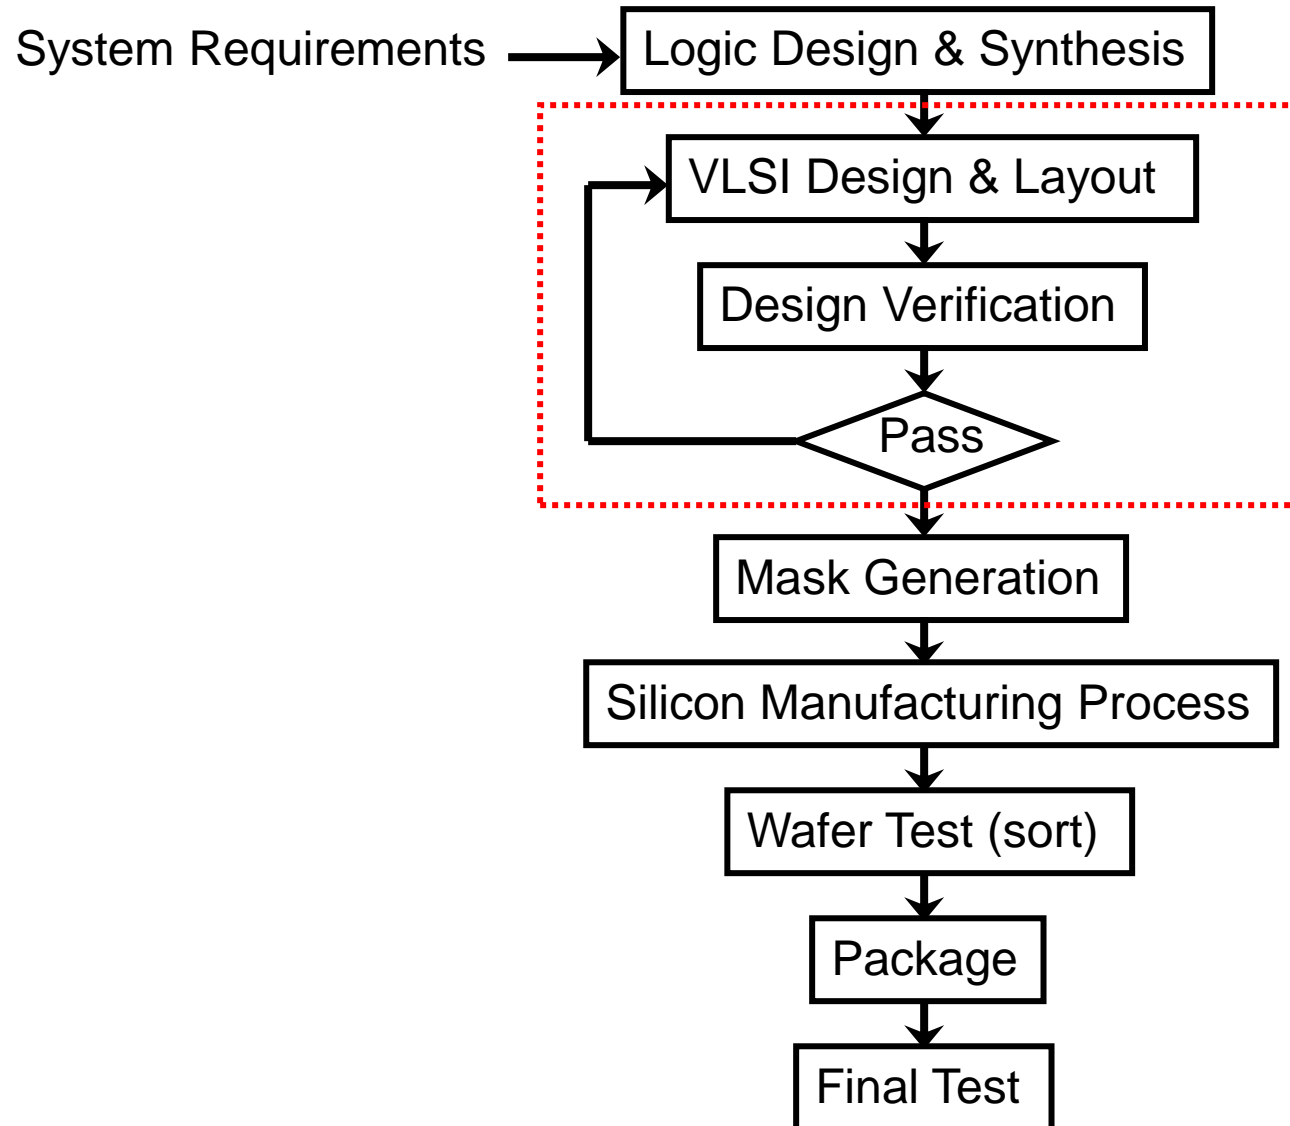 System Requirements
Logic Design & Synthesis
VLSI Design & Layout
Design Verification
Pass
Mask Generation
Silicon Manufacturing Process
Wafer Test (sort)
Package
Final Test